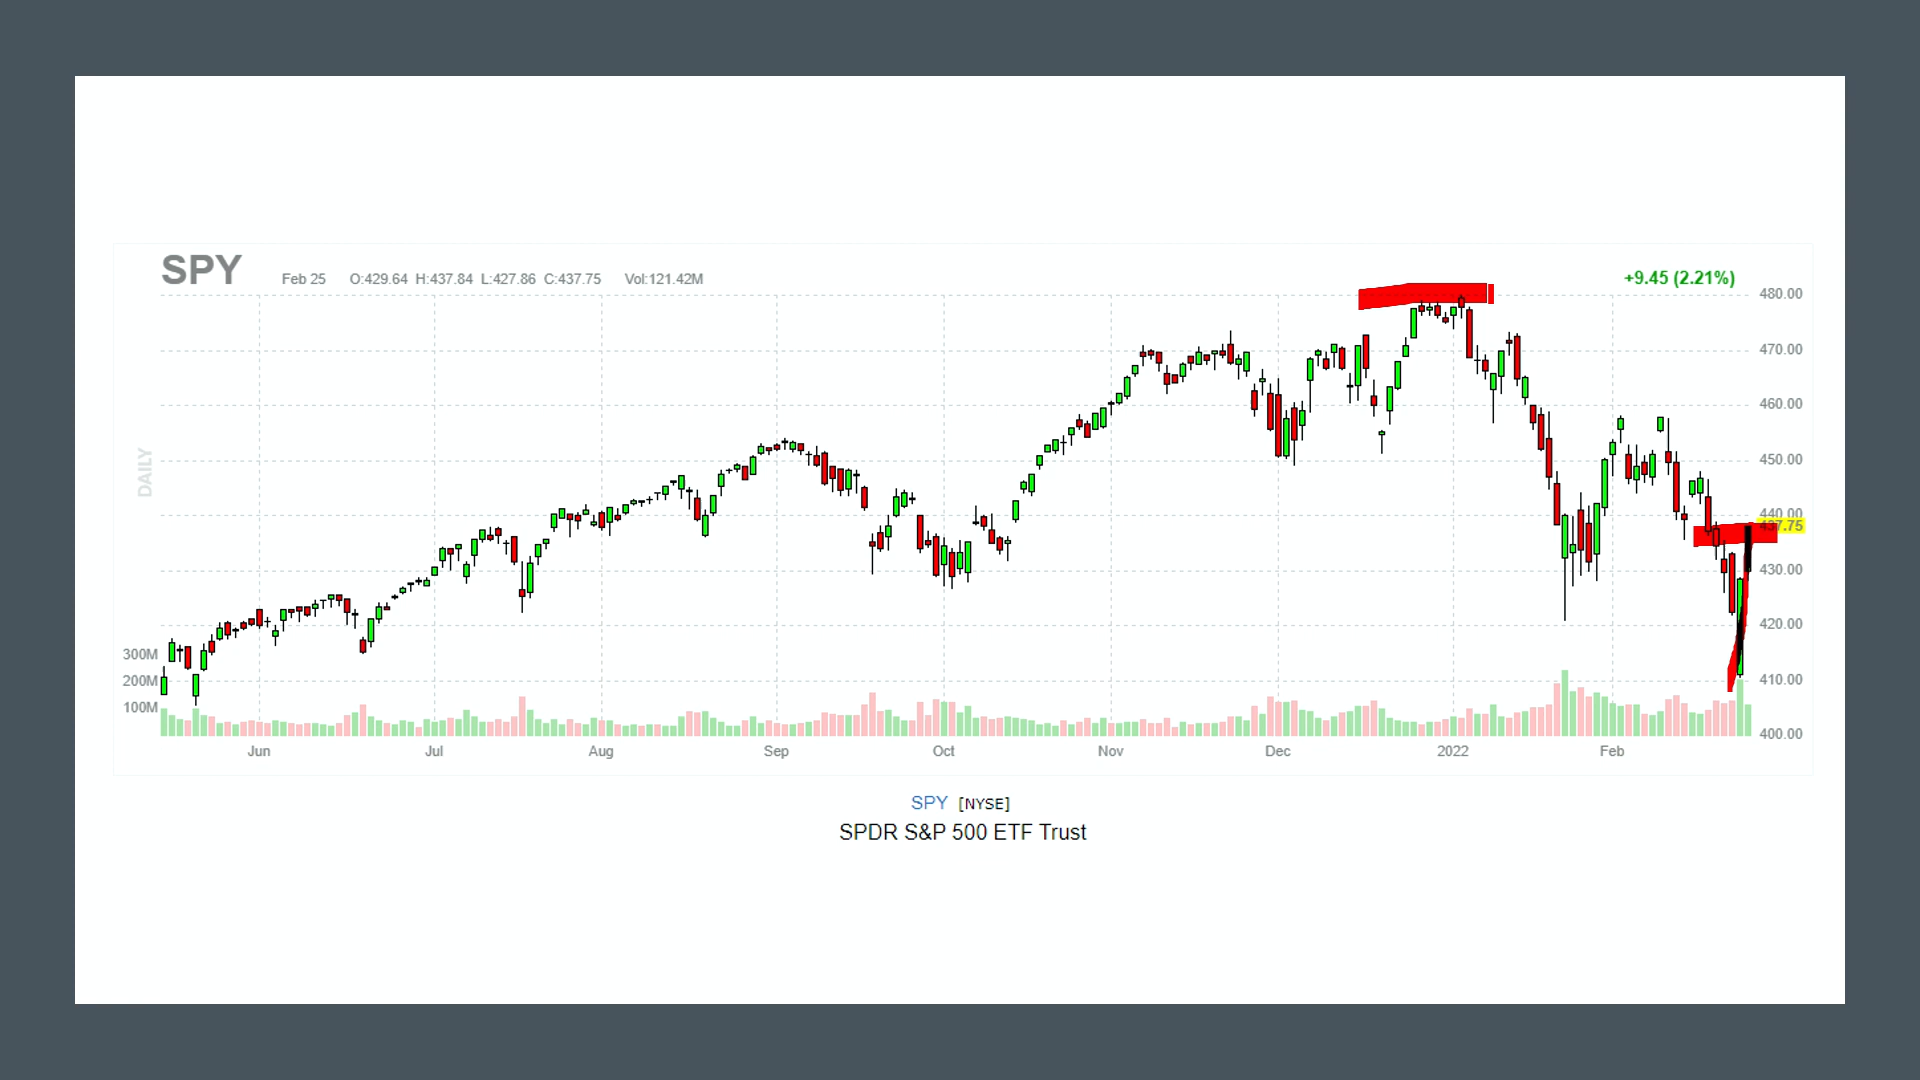 SPY Feb 25 O:429.64 H:437.84 L:427.86 C:437.75 Vol:121.42M +9.45 (2.21%)
480.00
470.00
460.00
450.00
DAILY
440.00
437.75
430.00
420.00
300M
200M 410.00
100M
400.00
Jun Jul Aug Sep Oct Nov Dec 2022 Feb
SPY [NYSE]
SPDR S&P 500 ETF Trust